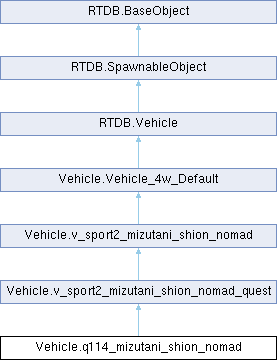 RTDB.BaseObject
RTDB.SpawnableObject
RTDB.Vehicle
Vehicle.Vehicle_4w_Default
Vehicle.v_sport2_mizutani_shion_nomad
Vehicle.v_sport2_mizutani_shion_nomad_quest
Vehicle.q114_mizutani_shion_nomad